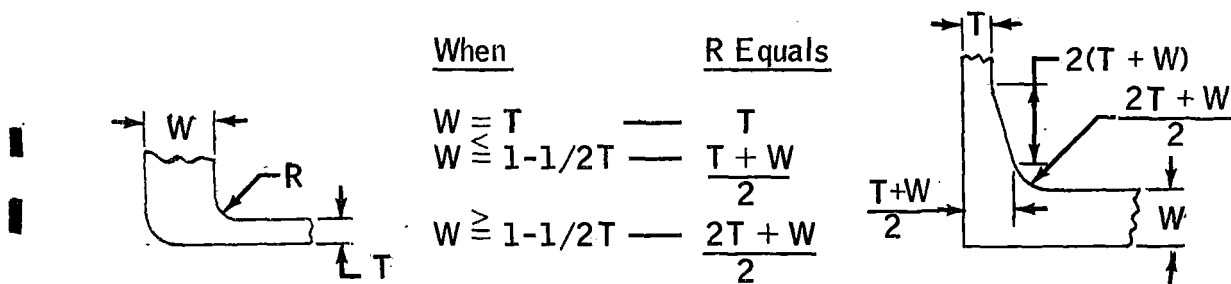 W
R
T
When R Equals
W = T — T
W ≦ 1-1/2T — T + W
2
W ≧ 1-1/2T — 2T + W
2
T
2(T + W)
2T + W
2
T+W
2
W